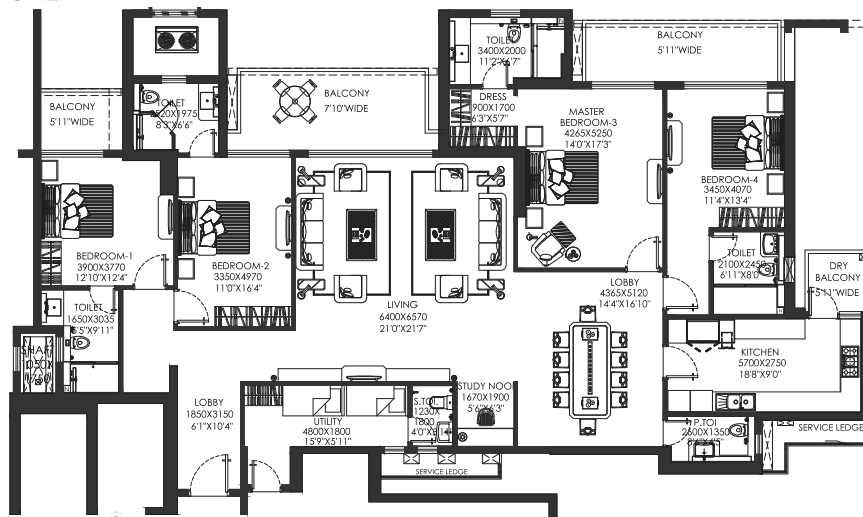 TOILET
3400X2000
11'2"X6'7"
BALCONY
5'11"WIDE
BALCONY
5'11"WIDE
TOILET
2520X1975
8'3"X6'6"
BALCONY
7'10"WIDE
DRESS
1900X1700
6'3"X5'7"
MASTER
BEDROOM-3
4265X5250
14'0"X17'3"
BEDROOM-4
3450X4070
11'4"X13'4"
BEDROOM-1
3900X3770
12'10"X12'4"
BEDROOM-2
3350X4970
11'0"X16'4"
TOILET
2100X2450
6'11"X8'0"
DRY
BALCONY
5'11"WIDE
LOBBY
4365X5120
14'4"X16'10"
TOILET
1650X3035
5'5"X9'11"
LIVING
6400X6570
21'0"X21'7"
SHAFT
1050X
1750
KITCHEN
5700X2750
18'8"X9'0"
LOBBY
1850X3150
6'1"X10'4"
UTILITY
4800X1800
15'9"X5'11"
S.TOI.
1230X
1800
STUDY NOO
1670X1900
5'6"X6'3"
P.TOI
SERVICE LEDGE
SERVICE LEDGE